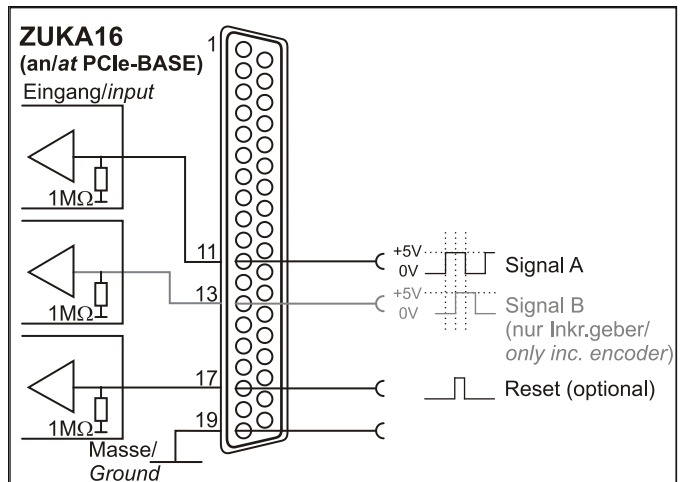 ZUKA16
(an/at PCIe-BASE)
Eingang/input
1MΩ
1MΩ
1MΩ
Masse/
Ground
1
11
13
17
19
+5V
0V
Signal A
+5V
0V
Signal B
(nur Inkr.geber/
only inc. encoder)
Reset (optional)